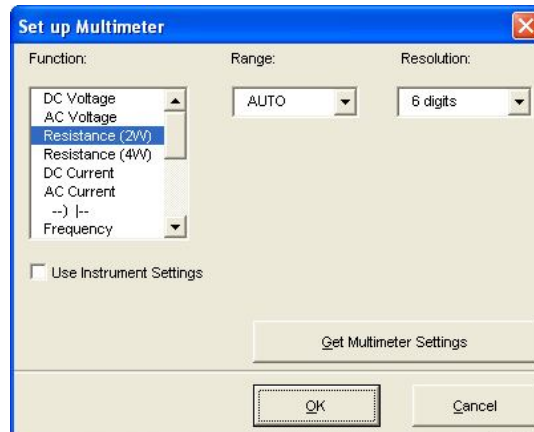 Set up Multimeter
Function:
Range:
Resolution:
DC Voltage
AC Voltage
Resistance (2W)
Resistance (4W)
DC Current
AC Current
--) |--
Frequency
AUTO
6 digits
Use Instrument Settings
Get Multimeter Settings
OK
Cancel